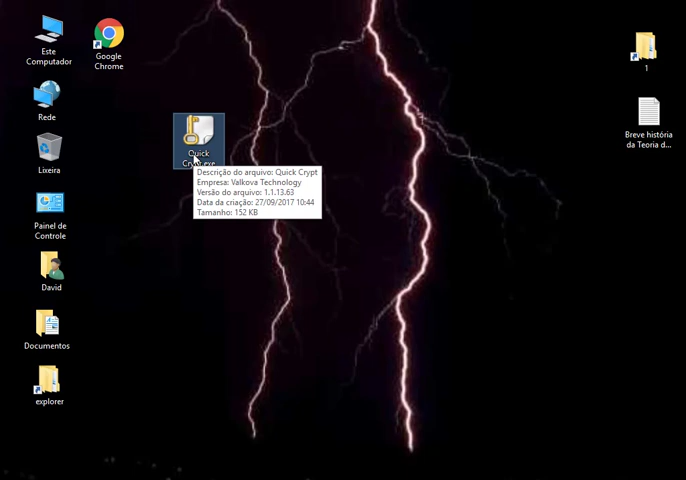 Este
Computador
Google
Chrome
Rede
Lixeira
Painel de
Controle
David
Documentos
explorer
Quick
Crypt.exe
Descrição do arquivo: Quick Crypt
Empresa: Valkova Technology
Versão do arquivo: 1.1.13.63
Data da criação: 27/09/2017 10:44
Tamanho: 152 KB
1
Breve história
da Teoria d...